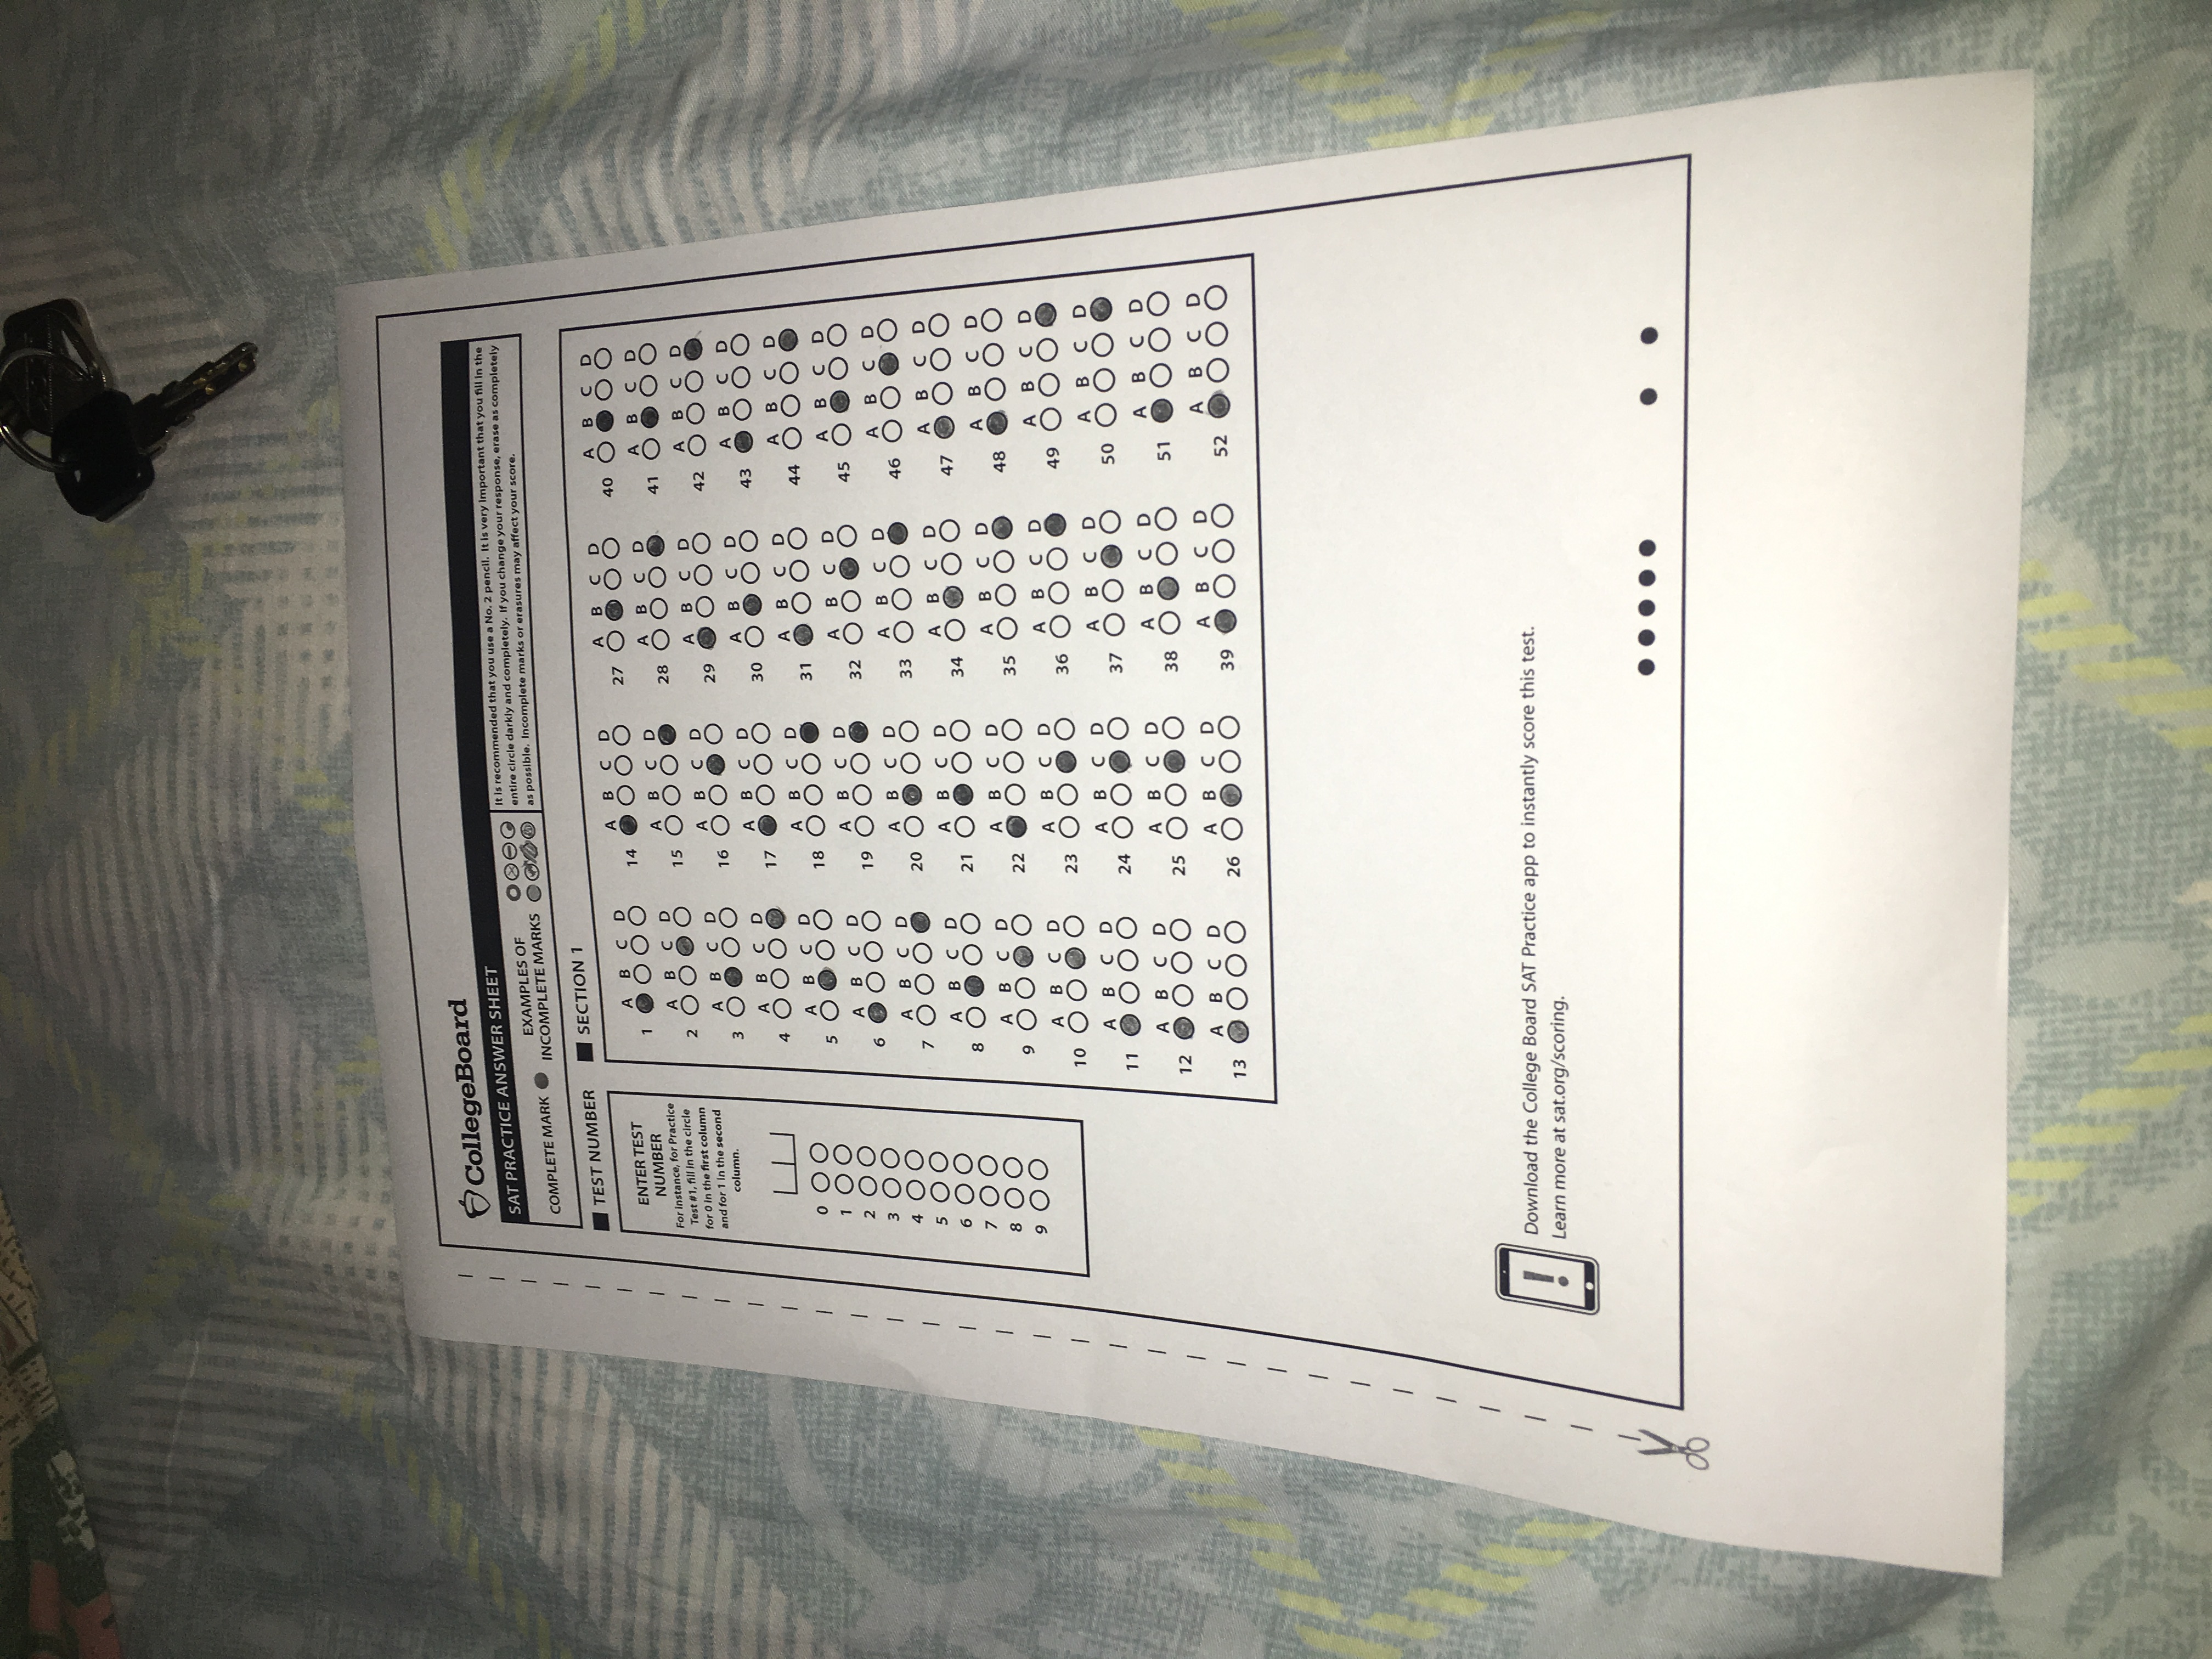 CollegeBoard
SAT PRACTICE ANSWER SHEET
COMPLETE MARK
EXAMPLES OF
INCOMPLETE MARKS
It is recommended that you use a No. 2 pencil. It is very important that you fill in the
entire circle darkly and completely. If you change your response, erase as completely
as possible. Incomplete marks or erasures may affect your score.
TEST NUMBER
ENTER TEST
NUMBER
For instance, for Practice
Test #1, fill in the circle
for 0 in the first column
and for 1 in the second
column.
0
1
2
3
4
5
6
7
8
9
SECTION 1
A B C D
1
A B C D
2
A B C D
3
A B C D
4
A B C D
5
A B C D
6
A B C D
7
A B C D
8
A B C D
9
A B C D
10
A B C D
11
A B C D
12
A B C D
13
A B C D
14
A B C D
15
A B C D
16
A B C D
17
A B C D
18
A B C D
19
A B C D
20
A B C D
21
A B C D
22
A B C D
23
A B C D
24
A B C D
25
A B C D
26
A B C D
27
A B C D
28
A B C D
29
A B C D
30
A B C D
31
A B C D
32
A B C D
33
A B C D
34
A B C D
35
A B C D
36
A B C D
37
A B C D
38
A B C D
39
A B C D
40
A B C D
41
A B C D
42
A B C D
43
A B C D
44
A B C D
45
A B C D
46
A B C D
47
A B C D
48
A B C D
49
A B C D
50
A B C D
51
A B C D
52
Download the College Board SAT Practice app to instantly score this test.
Learn more at sat.org/scoring.